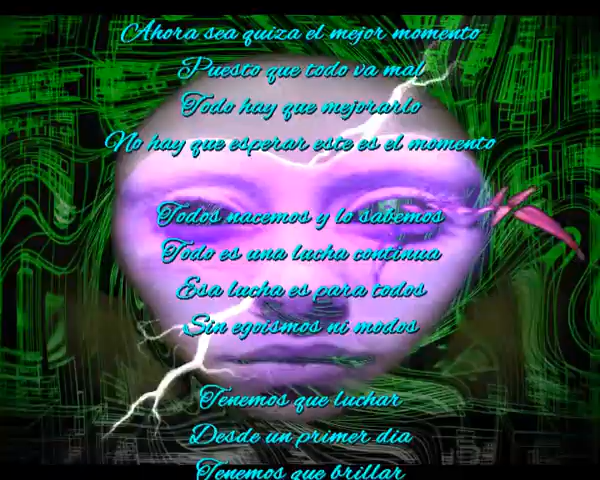 Ahora sea quiza el mejor momento
Puesto que todo va mal
Todo hay que mejorarlo
No hay que esperar este es el momento
Todos nacemos y lo sabemos
Todo es una lucha continua
Esa lucha es para todos
Sin egoismos ni modos
Tenemos que luchar
Desde un primer dia
Tenemos que brillar